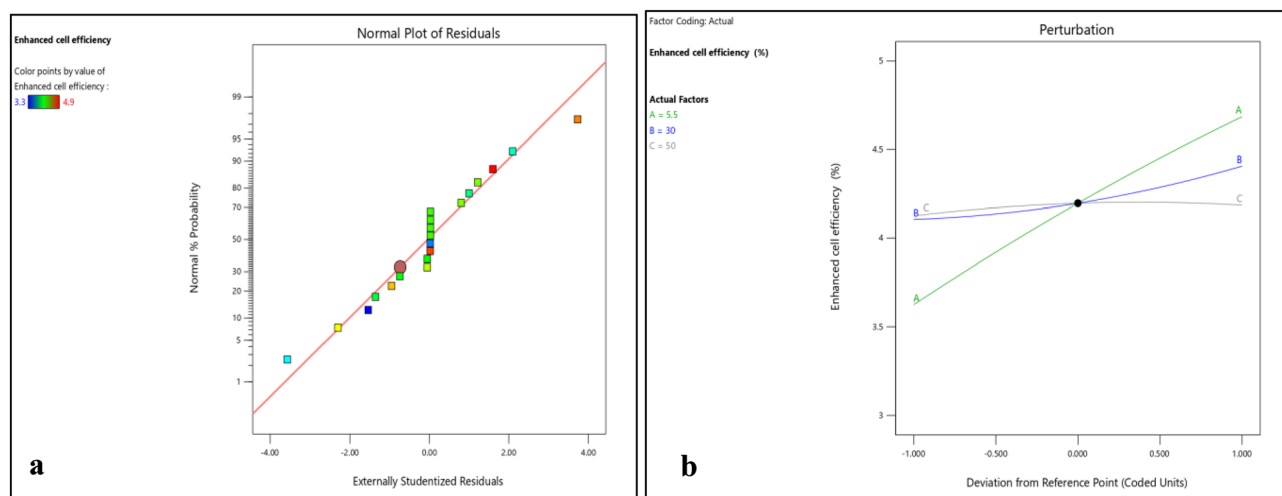 Enhanced cell efficiency
Color points by value of
Enhanced cell efficiency :
3.3 4.9
Normal Plot of Residuals
Normal % Probability
99
95
90
80
70
50
30
20
10
5
1
-4.00 -2.00 0.00 2.00 4.00
Externally Studentized Residuals
a
Factor Coding: Actual
Enhanced cell efficiency (%)
Actual Factors
A = 5.5
B = 30
C = 50
Perturbation
Enhanced cell efficiency (%)
5
4.5
4
3.5
3
A
B
C
C
B
A
-1.000 -0.500 0.000 0.500 1.000
Deviation from Reference Point (Coded Units)
b